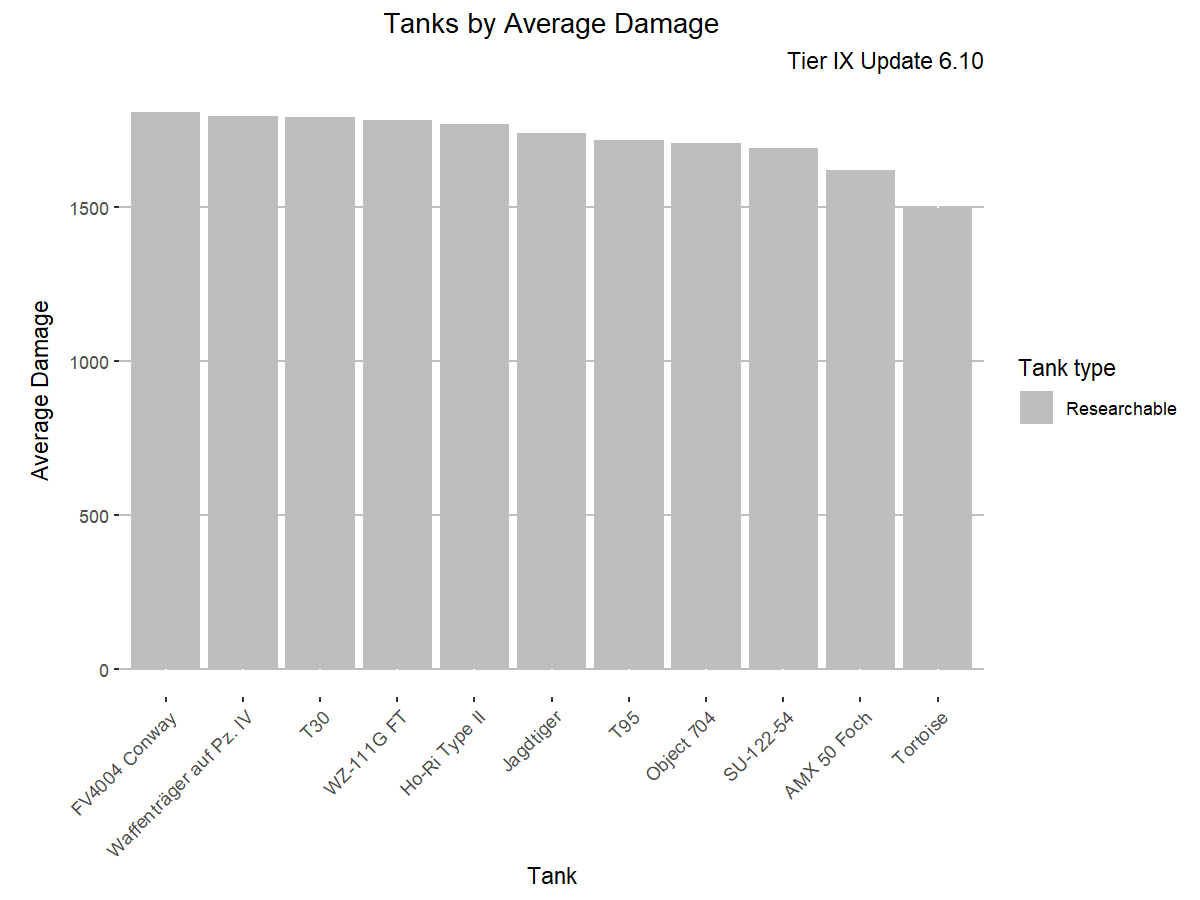 Tanks by Average Damage
Tier IX Update 6.10
Average Damage
1500
1000
500
0
FV4004 Conway
Waffenträger auf Pz. IV
T30
WZ-111G FT
Ho-Ri Type II
Jagdtiger
T95
Object 704
SU-122-54
AMX 50 Foch
Tortoise
Tank
Tank type
Researchable